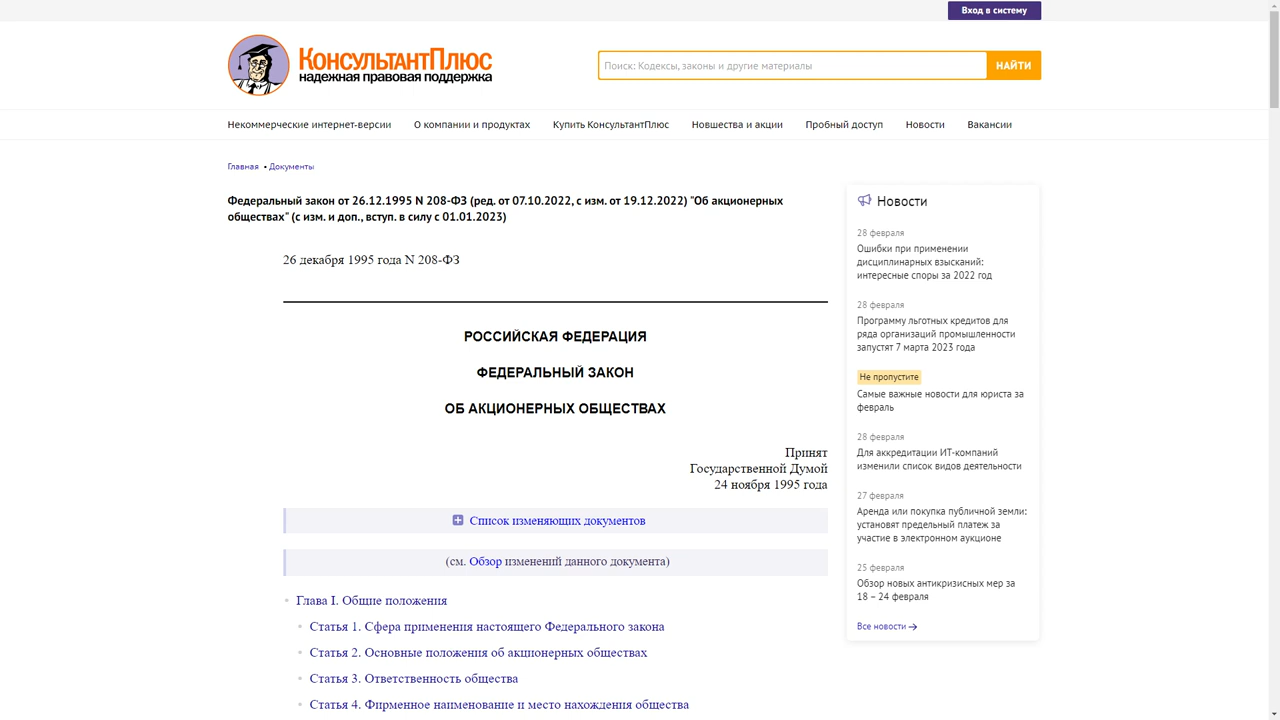 Вход в систему
КонсультантПлюс
надежная правовая поддержка
Поиск: Кодексы, законы и другие материалы
НАЙТИ
Некоммерческие интернет-версии
О компании и продуктах
Купить КонсультантПлюс
Новшества и акции
Пробный доступ
Новости
Вакансии
Главная • Документы
Федеральный закон от 26.12.1995 N 208-ФЗ (ред. от 07.10.2022, с изм. от 19.12.2022) "Об акционерных
обществах" (с изм. и доп., вступ. в силу с 01.01.2023)
26 декабря 1995 года N 208-ФЗ
РОССИЙСКАЯ ФЕДЕРАЦИЯ
ФЕДЕРАЛЬНЫЙ ЗАКОН
ОБ АКЦИОНЕРНЫХ ОБЩЕСТВАХ
Принят
Государственной Думой
24 ноября 1995 года
Список изменяющих документов
(см. Обзор изменений данного документа)
Глава I. Общие положения
Статья 1. Сфера применения настоящего Федерального закона
Статья 2. Основные положения об акционерных обществах
Статья 3. Ответственность общества
Статья 4. Фирменное наименование и место нахождения общества
Новости
28 февраля
Ошибки при применении
дисциплинарных взысканий:
интересные споры за 2022 год
28 февраля
Программу льготных кредитов для
ряда организаций промышленности
запустят 7 марта 2023 года
Не пропустите
Самые важные новости для юриста за
февраль
28 февраля
Для аккредитации ИТ-компаний
изменили список видов деятельности
27 февраля
Аренда или покупка публичной земли:
установят предельный платеж за
участие в электронном аукционе
25 февраля
Обзор новых антикризисных мер за
18 – 24 февраля
Все новости →